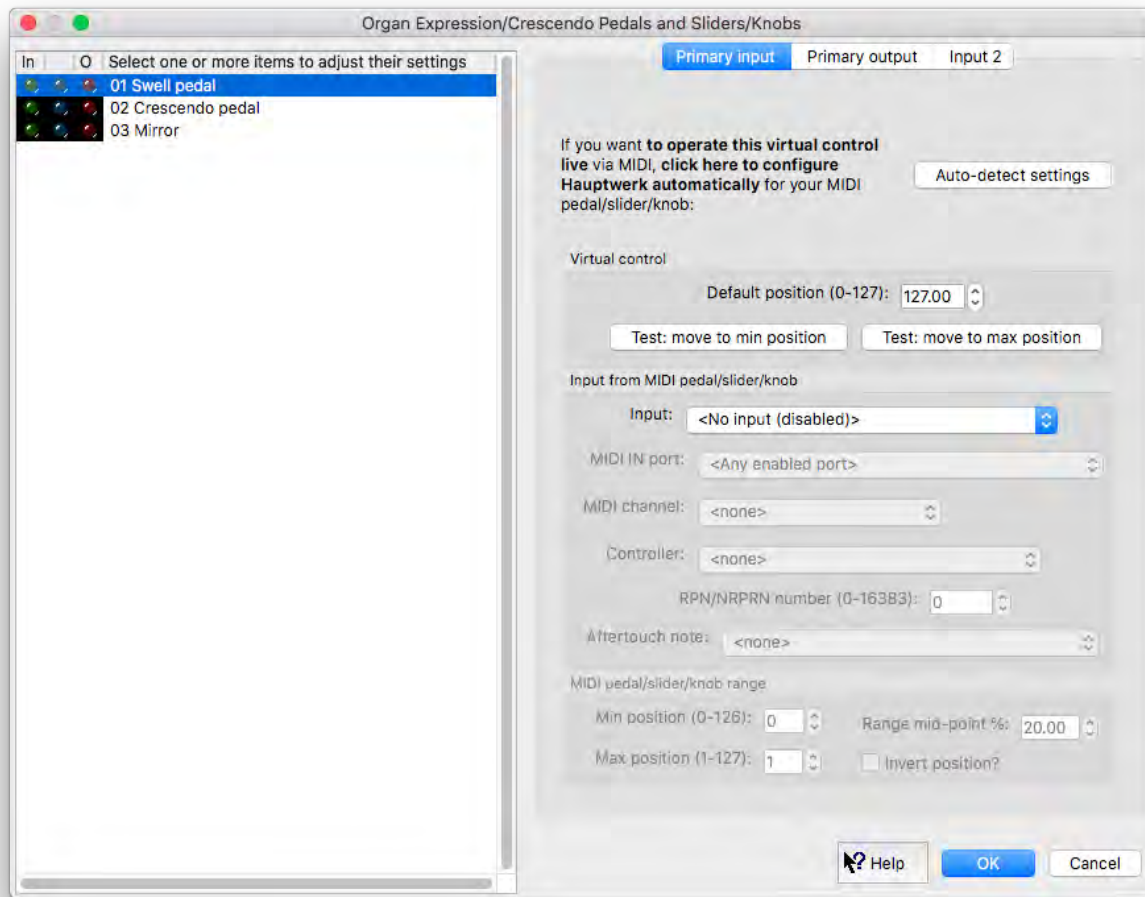 Organ Expression/Crescendo Pedals and Sliders/Knobs
In O Select one or more items to adjust their settings
01 Swell pedal
02 Crescendo pedal
03 Mirror
Primary input Primary output Input 2
If you want to operate this virtual control
live via MIDI, click here to configure
Hauptwerk automatically for your MIDI
pedal/slider/knob:
Auto-detect settings
Virtual control
Default position (0-127): 127.00
Test: move to min position Test: move to max position
Input from MIDI pedal/slider/knob
Input: <No input (disabled)>
MIDI IN port: <Any enabled port>
MIDI channel: <none>
Controller: <none>
RPN/NRPRN number (0-16383): 0
Aftertouch note: <none>
MIDI pedal/slider/knob range
Min position (0-126): 0 Range mid-point %: 20.00
Max position (1-127): 1 Invert position?
? Help OK Cancel